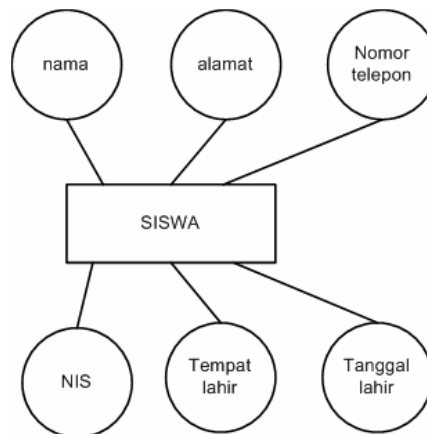 nama
alamat
Nomor
telepon
SISWA
NIS
Tempat
lahir
Tanggal
lahir